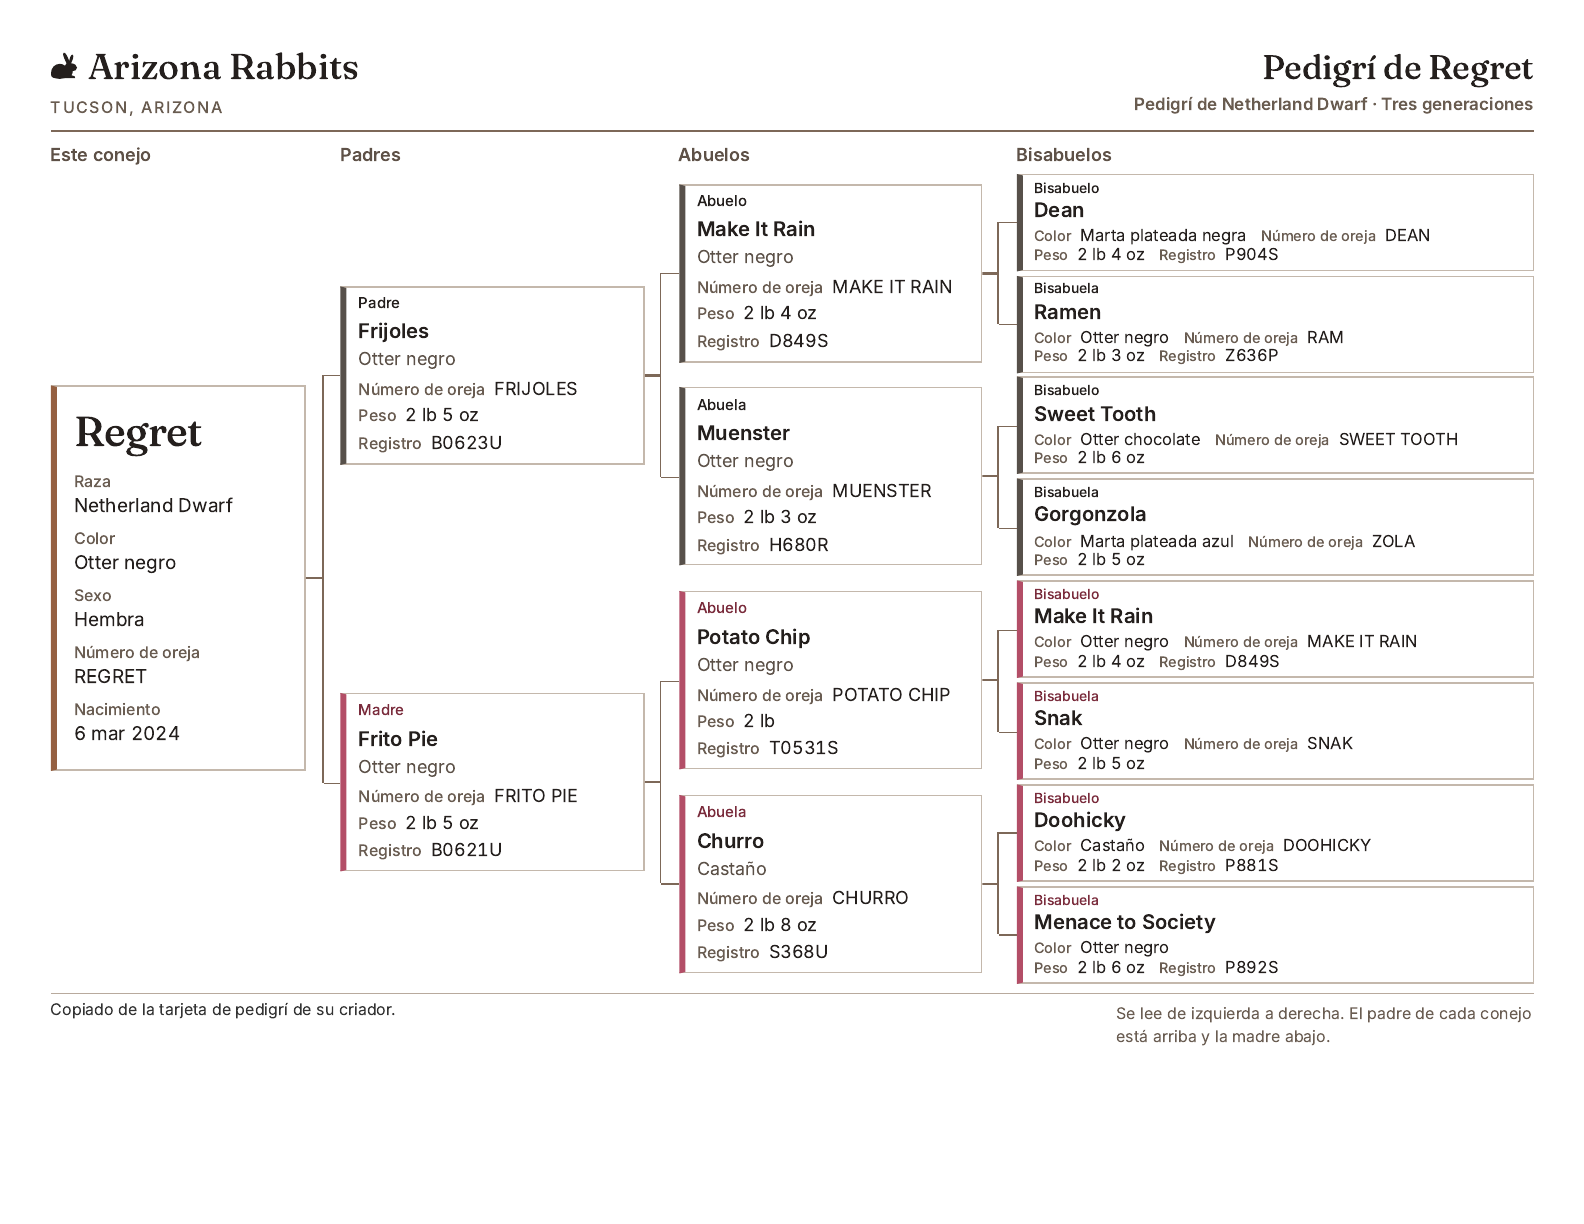 Arizona Rabbits
TUCSON, ARIZONA
Pedigrí de Regret
Pedigrí de Netherland Dwarf · Tres generaciones
Este conejo
Padres
Abuelos
Bisabuelos
Regret
Raza
Netherland Dwarf
Color
Otter negro
Sexo
Hembra
Número de oreja
REGRET
Nacimiento
6 mar 2024
Padre
Frijoles
Otter negro
Número de oreja FRIJOLES
Peso 2 lb 5 oz
Registro B0623U
Madre
Frito Pie
Otter negro
Número de oreja FRITO PIE
Peso 2 lb 5 oz
Registro B0621U
Abuelo
Make It Rain
Otter negro
Número de oreja MAKE IT RAIN
Peso 2 lb 4 oz
Registro D849S
Abuela
Muenster
Otter negro
Número de oreja MUENSTER
Peso 2 lb 3 oz
Registro H680R
Abuelo
Potato Chip
Otter negro
Número de oreja POTATO CHIP
Peso 2 lb
Registro T0531S
Abuela
Churro
Castaño
Número de oreja CHURRO
Peso 2 lb 8 oz
Registro S368U
Bisabuelo
Dean
Color Marta plateada negra Número de oreja DEAN
Peso 2 lb 4 oz Registro P904S
Bisabuela
Ramen
Color Otter negro Número de oreja RAM
Peso 2 lb 3 oz Registro Z636P
Bisabuelo
Sweet Tooth
Color Otter chocolate Número de oreja SWEET TOOTH
Peso 2 lb 6 oz
Bisabuela
Gorgonzola
Color Marta plateada azul Número de oreja ZOLA
Peso 2 lb 5 oz
Bisabuelo
Make It Rain
Color Otter negro Número de oreja MAKE IT RAIN
Peso 2 lb 4 oz Registro D849S
Bisabuela
Snak
Color Otter negro Número de oreja SNAK
Peso 2 lb 5 oz
Bisabuelo
Doohicky
Color Castaño Número de oreja DOOHICKY
Peso 2 lb 2 oz Registro P881S
Bisabuela
Menace to Society
Color Otter negro
Peso 2 lb 6 oz Registro P892S
Copiado de la tarjeta de pedigrí de su criador.
Se lee de izquierda a derecha. El padre de cada conejo
está arriba y la madre abajo.